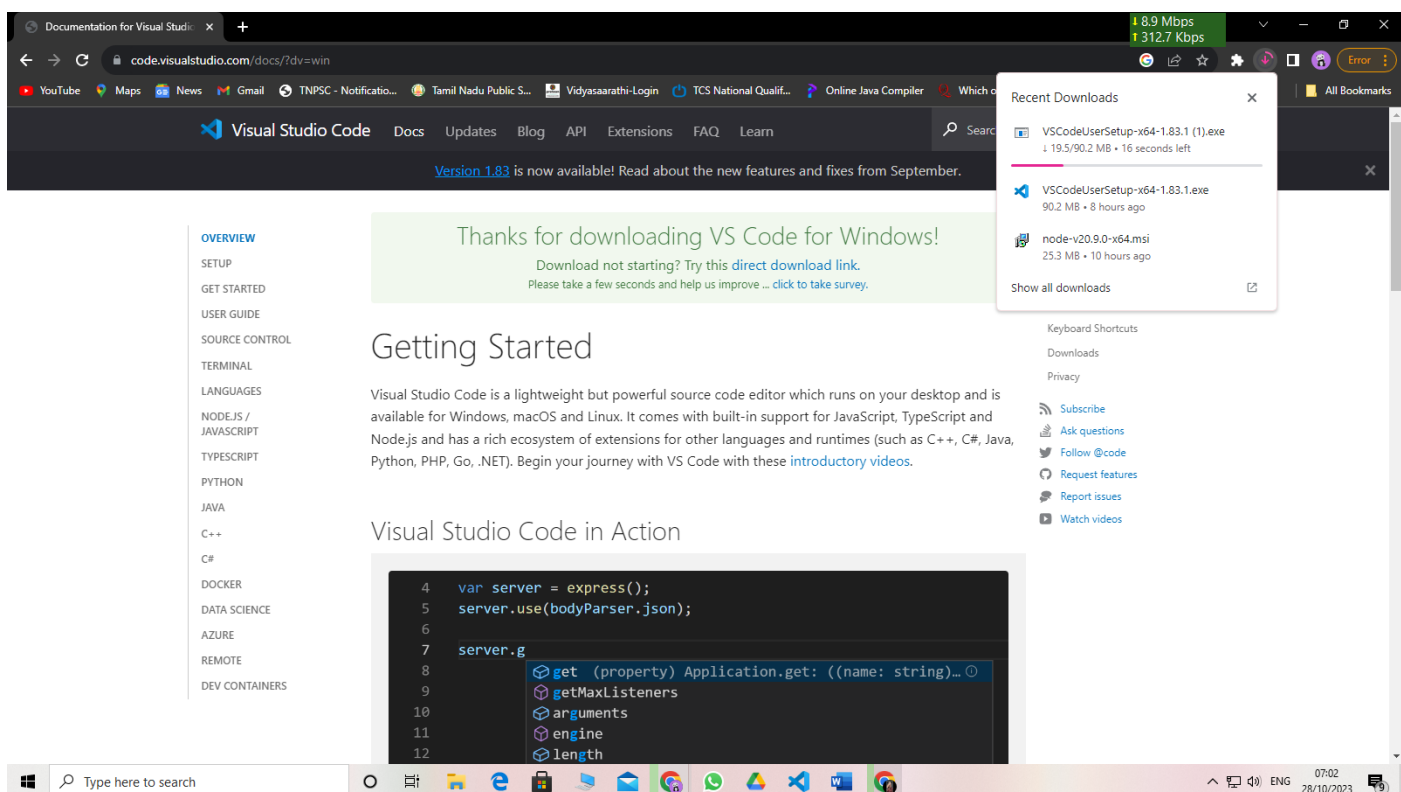 Documentation for Visual Studic
8.9 Mbps
312.7 Kbps
code.visualstudio.com/docs/?dv=win
Error
YouTube Maps News Gmail TNPSC - Notificatio... Tamil Nadu Public S... Vidyasaarathi-Login TCS National Qualif... Online Java Compiler Which o All Bookmarks
Recent Downloads
VSCodeUserSetup-x64-1.83.1 (1).exe
↓ 19.5/90.2 MB • 16 seconds left
VSCodeUserSetup-x64-1.83.1.exe
90.2 MB • 8 hours ago
node-v20.9.0-x64.msi
25.3 MB • 10 hours ago
Show all downloads
Visual Studio Code Docs Updates Blog API Extensions FAQ Learn Searc
Version 1.83 is now available! Read about the new features and fixes from September.
OVERVIEW
SETUP
GET STARTED
USER GUIDE
SOURCE CONTROL
TERMINAL
LANGUAGES
NODE.JS /
JAVASCRIPT
TYPESCRIPT
PYTHON
JAVA
C++
C#
DOCKER
DATA SCIENCE
AZURE
REMOTE
DEV CONTAINERS
Thanks for downloading VS Code for Windows!
Download not starting? Try this direct download link.
Please take a few seconds and help us improve ... click to take survey.
Getting Started
Visual Studio Code is a lightweight but powerful source code editor which runs on your desktop and is
available for Windows, macOS and Linux. It comes with built-in support for JavaScript, TypeScript and
Node.js and has a rich ecosystem of extensions for other languages and runtimes (such as C++, C#, Java,
Python, PHP, Go, .NET). Begin your journey with VS Code with these introductory videos.
Visual Studio Code in Action
4 var server = express();
5 server.use(bodyParser.json);
6
7 server.g
8 get (property) Application.get: ((name: string)…
9 getMaxListeners
10 arguments
11 engine
12 length
Keyboard Shortcuts
Downloads
Privacy
Subscribe
Ask questions
Follow @code
Request features
Report issues
Watch videos
Type here to search
ENG
07:02
28/10/2023
9